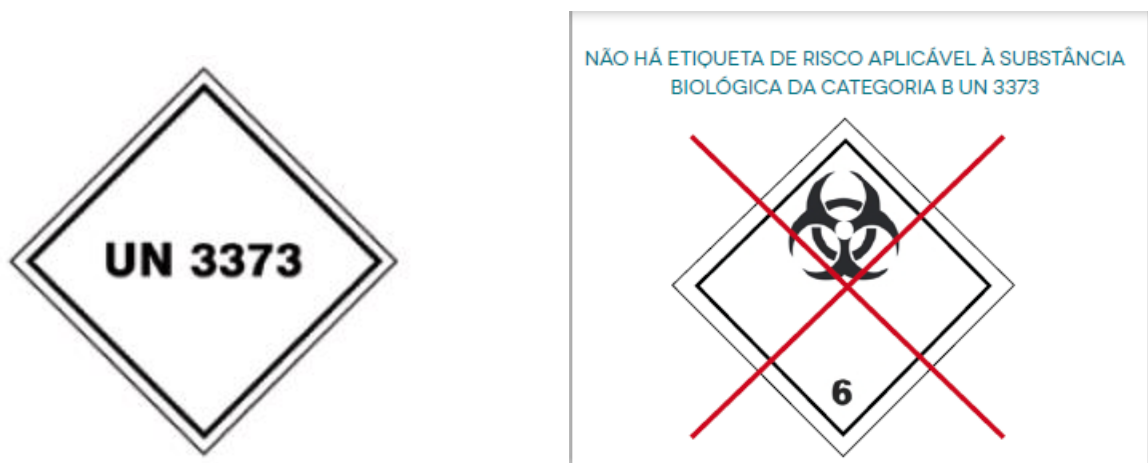 UN 3373
NÃO HÁ ETIQUETA DE RISCO APLICÁVEL À SUBSTÂNCIA
BIOLÓGICA DA CATEGORIA B UN 3373
6